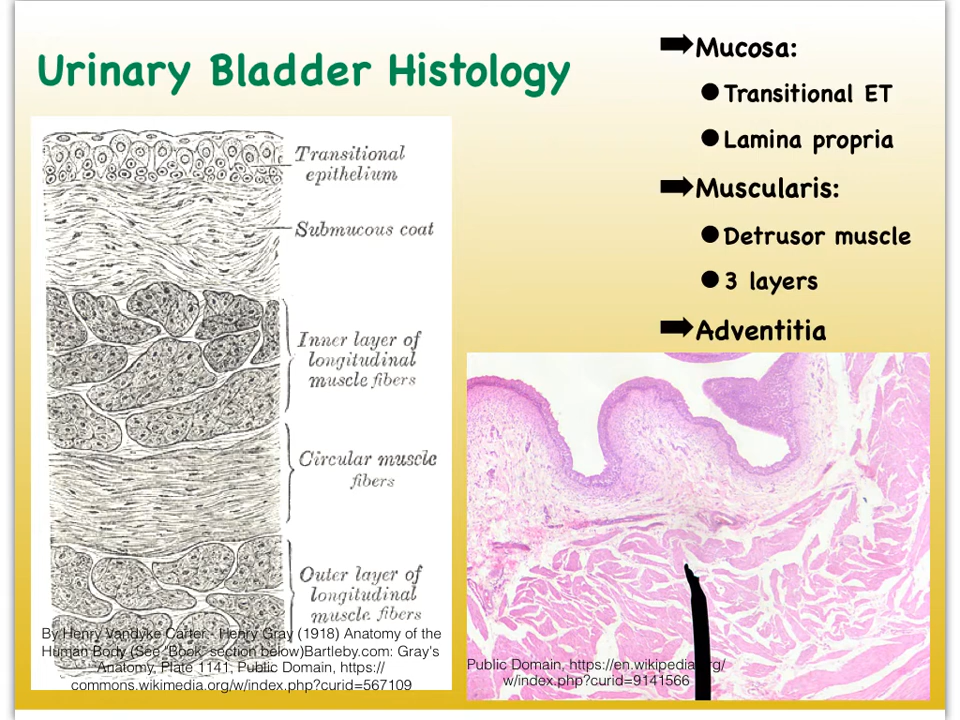 Urinary Bladder Histology
Mucosa:
Transitional ET
Lamina propria
Muscularis:
Detrusor muscle
3 layers
Adventitia
Transitional
epithelium
Submucous coat
Inner layer of
longitudinal
muscle fibers
Circular muscle
fibers
Outer layer of
longitudinal
muscle fibers
By Henry Vandyke Carter - Henry Gray (1918) Anatomy of the
Human Body (See "Book" section below)Bartleby.com: Gray's
Anatomy, Plate 1141, Public Domain, https://
commons.wikimedia.org/w/index.php?curid=567109
Public Domain, https://en.wikipedia.org/
w/index.php?curid=9141566